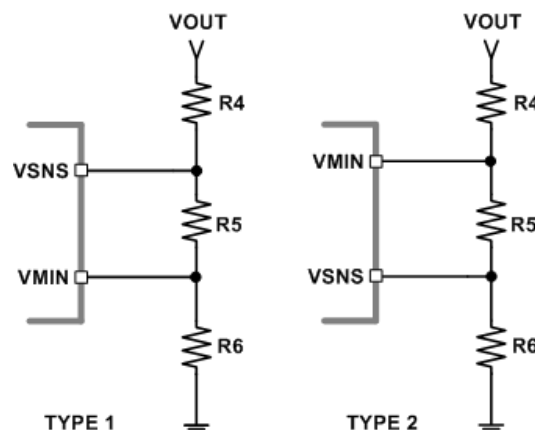 VOUT
R4
VSNS
R5
VMIN
R6
TYPE 1
VOUT
R4
VMIN
R5
VSNS
R6
TYPE 2